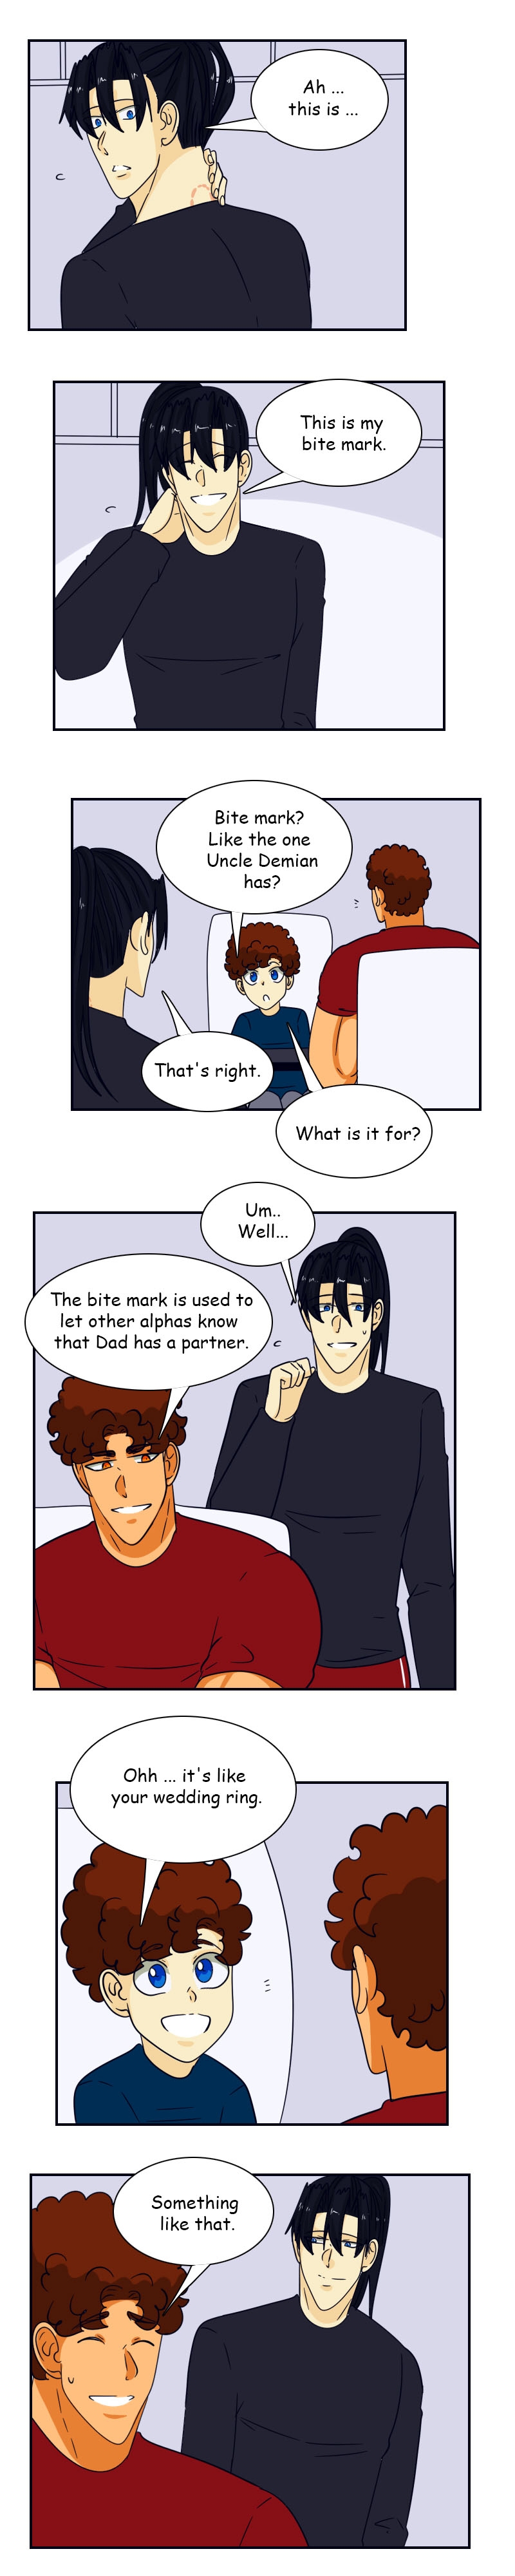 Ah ...
this is ...
This is my
bite mark.
Bite mark?
Like the one
Uncle Demian
has?
That's right.
What is it for?
Um..
Well...
The bite mark is used to
let other alphas know
that Dad has a partner.
Ohh ... it's like
your wedding ring.
Something
like that.